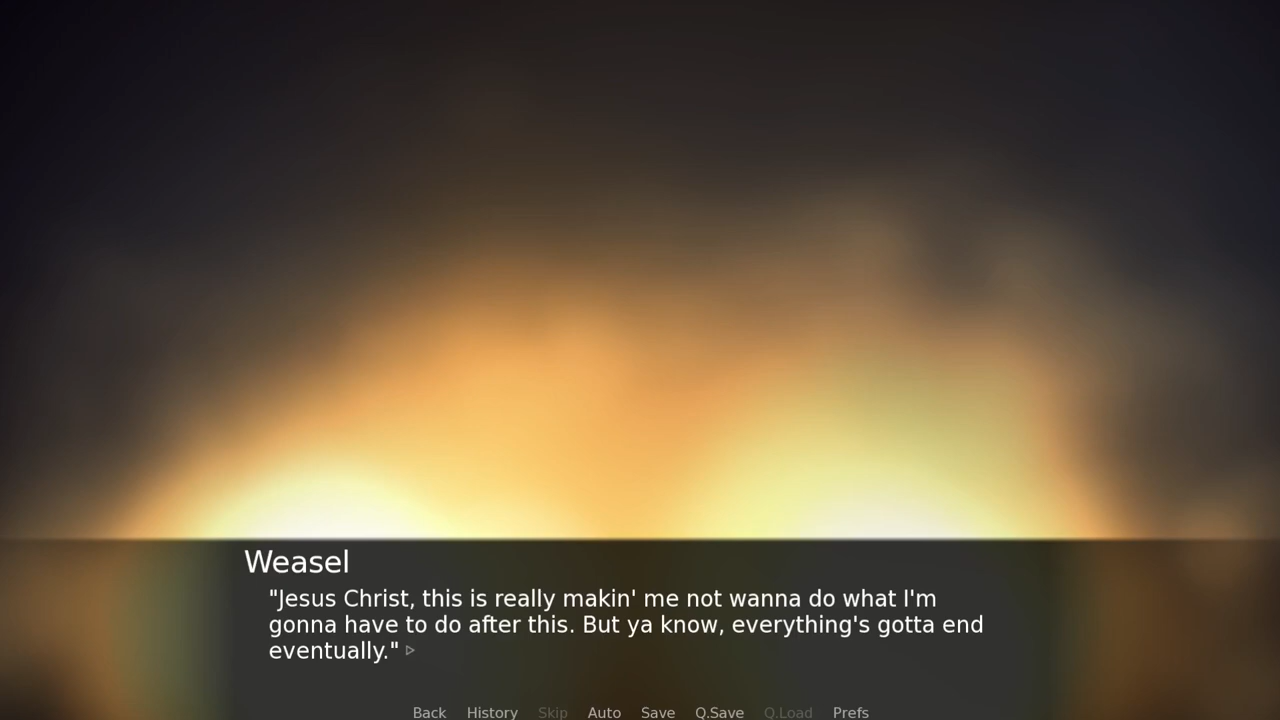 Weasel
"Jesus Christ, this is really makin' me not wanna do what I'm
gonna have to do after this. But ya know, everything's gotta end
eventually."
Back History Skip Auto Save Q.Save Q.Load Prefs